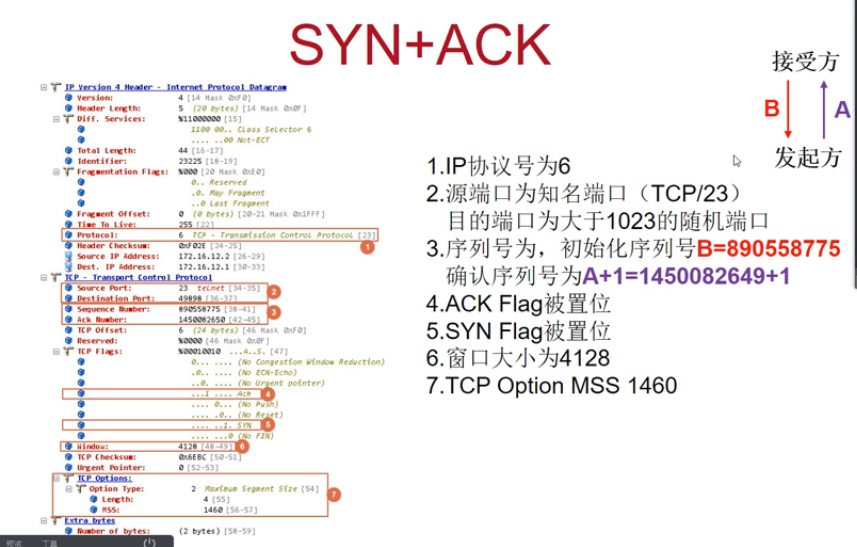 SYN+ACK
IP Version 4 Header - Internet Protocol Datagram
Version: 4 [14 Mask 0xF0]
Header Length: 5 (20 bytes) [14 Mask 0x0F]
Diff. Services: %11000000 [15]
1100 00.. Class Selector 6
.... ..00 Not-ECT
Total Length: 44 [16-17]
Identifier: 23225 [18-19]
Fragmentation Flags: %000 [20 Mask 0xE0]
0.. Reserved
.0. May Fragment
..0 Last Fragment
Fragment Offset: 0 (0 bytes) [20-21 Mask 0x1FFF]
Time To Live: 255 [22]
Protocol: 6 TCP - Transmission Control Protocol [23]
1
Header Checksum: 0xF02E [24-25]
Source IP Address: 172.16.12.2 [26-29]
Dest. IP Address: 172.16.12.1 [30-33]
TCP - Transport Control Protocol
Source Port: 23 telnet [34-35]
2
Destination Port: 49898 [36-37]
Sequence Number: 890558775 [38-41]
3
Ack Number: 1450082650 [42-45]
TCP Offset: 6 (24 bytes) [46 Mask 0xF0]
Reserved: %0000 [46 Mask 0x0F]
TCP Flags: %00010010 ...4..S. [47]
0... .... (No Congestion Window Reduction)
.0.. .... (No ECN-Echo)
..0. .... (No Urgent pointer)
...1 .... Ack
4
.... 0... (No Push)
.... .0.. (No Reset)
.... ..1. SYN
5
.... ...0 (No FIN)
Window: 4128 [48-49]
6
TCP Checksum: 0x6EBC [50-51]
Urgent Pointer: 0 [52-53]
TCP Options:
Option Type: 2 Maximum Segment Size [54]
7
Length: 4 [55]
MSS: 1460 [56-57]
Extra bytes
Number of bytes: (2 bytes) [58-59]
接受方
B
A
发起方
1.IP协议号为6
2.源端口为知名端口（TCP/23）
目的端口为大于1023的随机端口
3.序列号为，初始化序列号B=890558775
确认序列号为A+1=1450082649+1
4.ACK Flag被置位
5.SYN Flag被置位
6.窗口大小为4128
7.TCP Option MSS 1460
工具